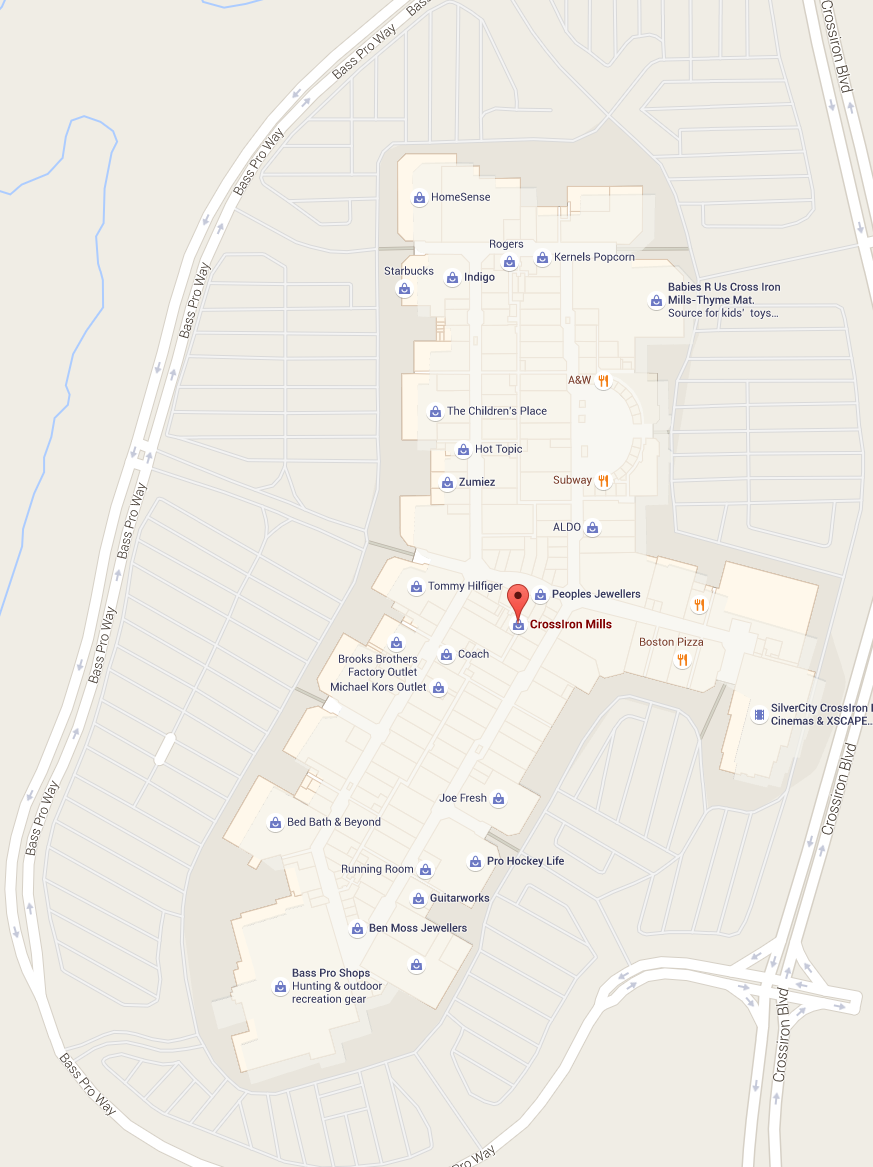 Bass Pro Way
Bass
Crossiron Blvd
Bass Pro Way
HomeSense
Rogers
Kernels Popcorn
Starbucks
Indigo
Babies R Us Cross Iron
Mills-Thyme Mat.
Source for kids' toys...
Bass Pro Way
A&W
The Children's Place
Hot Topic
Subway
Zumiez
Bass Pro Way
ALDO
Tommy Hilfiger
Peoples Jewellers
CrossIron Mills
Bass Pro Way
Boston Pizza
Coach
Brooks Brothers
Factory Outlet
Michael Kors Outlet
SilverCity CrossIron
Cinemas & XSCAPE...
Crossiron Blvd
Bass Pro Way
Joe Fresh
Bed Bath & Beyond
Running Room
Pro Hockey Life
Guitarworks
Ben Moss Jewellers
Bass Pro Shops
Hunting & outdoor
recreation gear
Crossiron Blvd
Bass Pro Way
Pro Way